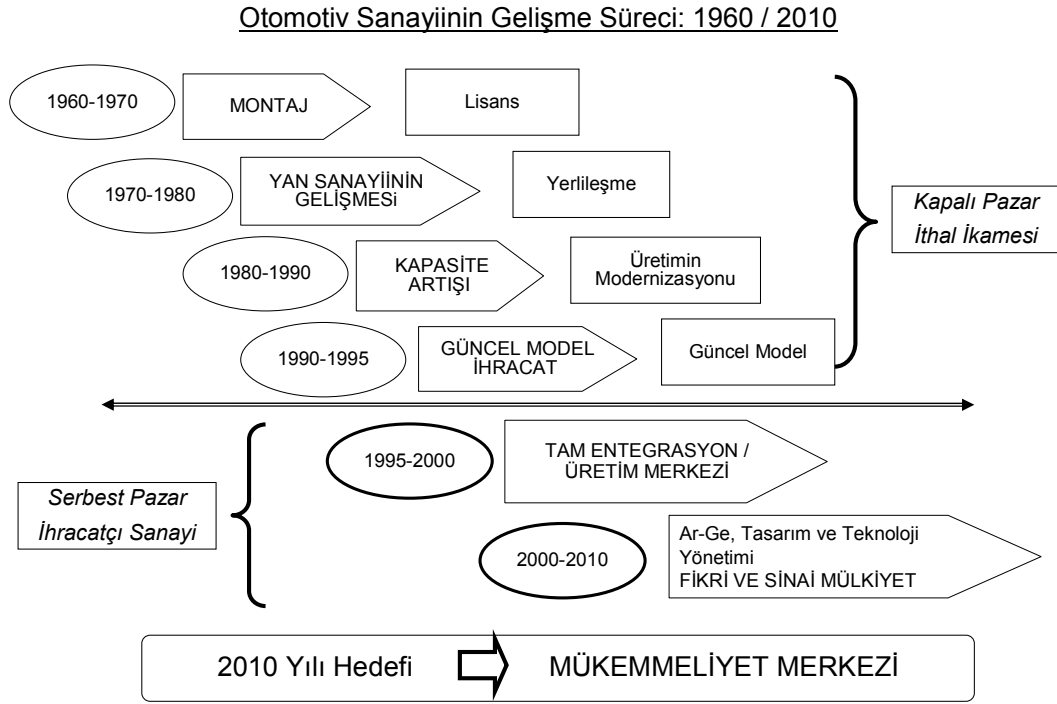 Otomotiv Sanayiinin Gelişme Süreci: 1960 / 2010
1960-1970
MONTAJ
Lisans
1970-1980
YAN SANAYİİNİN
GELİŞMESi
Yerlileşme
1980-1990
KAPASİTE
ARTIŞI
Üretimin
Modernizasyonu
1990-1995
GÜNCEL MODEL
İHRACAT
Güncel Model
Kapalı Pazar
İthal İkamesi
1995-2000
TAM ENTEGRASYON /
ÜRETİM MERKEZİ
Serbest Pazar
İhracatçı Sanayi
2000-2010
Ar-Ge, Tasarım ve Teknoloji
Yönetimi
FİKRİ VE SİNAİ MÜLKİYET
2010 Yılı Hedefi
MÜKEMMELİYET MERKEZİ